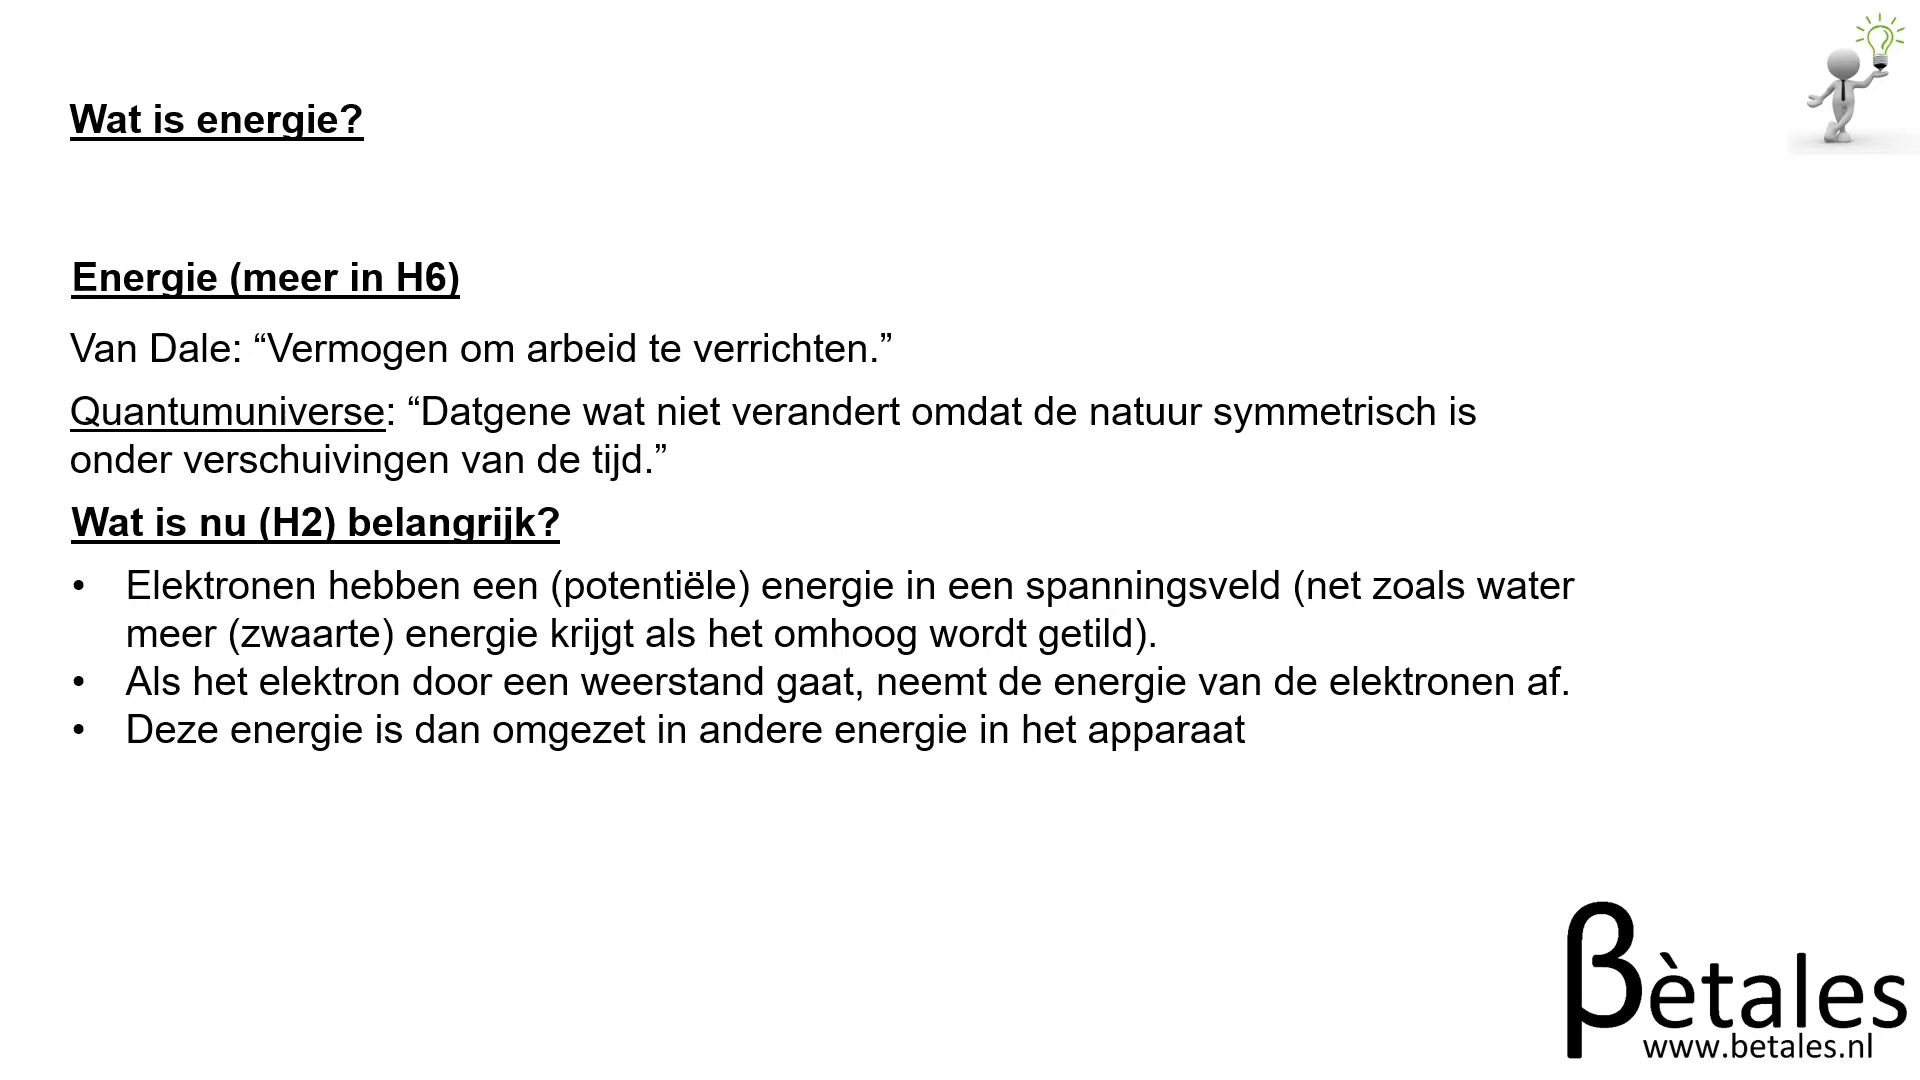 Wat is energie?
Energie (meer in H6)
Van Dale: “Vermogen om arbeid te verrichten.”
Quantumuniverse: “Datgene wat niet verandert omdat de natuur symmetrisch is
onder verschuivingen van de tijd.”
Wat is nu (H2) belangrijk?
• Elektronen hebben een (potentiële) energie in een spanningsveld (net zoals water
meer (zwaarte) energie krijgt als het omhoog wordt getild).
• Als het elektron door een weerstand gaat, neemt de energie van de elektronen af.
• Deze energie is dan omgezet in andere energie in het apparaat
βètales
www.betales.nl